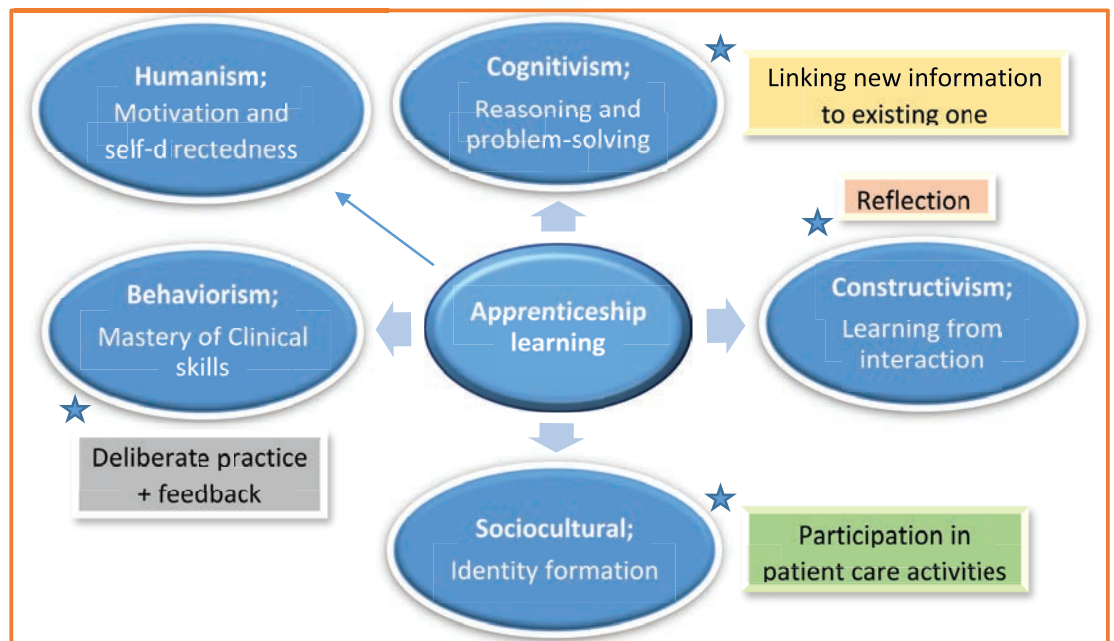 Humanism;
Motivation and
self-directedness
Cognitivism;
Reasoning and
problem-solving
Linking new information
to existing one
Reflection
Behaviorism;
Mastery of Clinical
skills
Apprenticeship
learning
Constructivism;
Learning from
interaction
Deliberate practice
+ feedback
Sociocultural;
Identity formation
Participation in
patient care activities